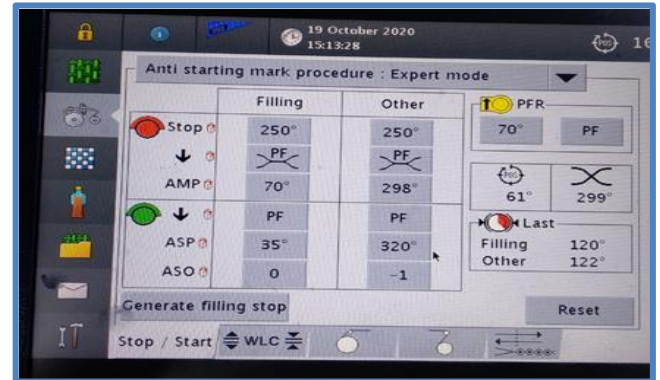 19 October 2020
15:13:28
POS 16
Anti starting mark procedure : Expert mode
Filling Other
Stop 250° 250°
PF PF
AMP 70° 298°
PF PF
ASP 35° 320°
ASO 0 -1
PFR
70° PF
POS
61° 299°
Last
Filling 120°
Other 122°
Generate filling stop
Reset
Stop / Start WLC